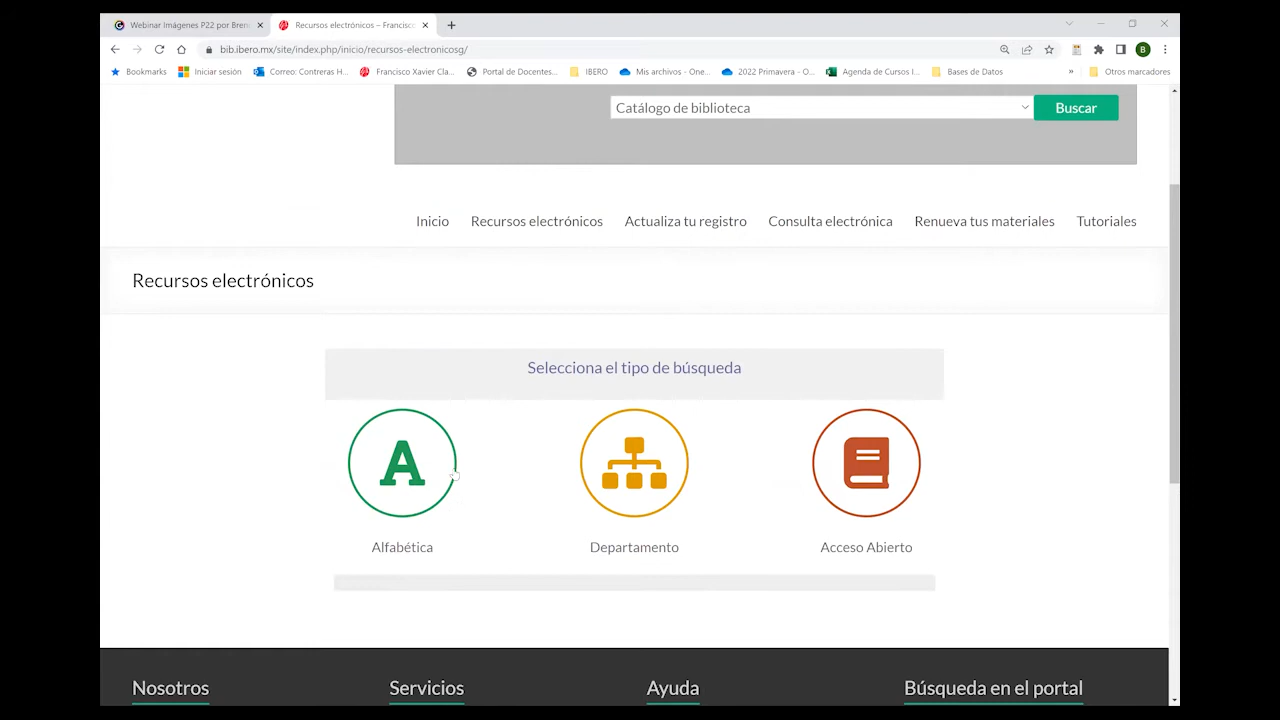 Webinar Imágenes P22 por Bren
Recursos electrónicos – Francisc
bib.ibero.mx/site/index.php/inicio/recursos-electronicosg/
B
Bookmarks
Iniciar sesión
Correo: Contreras H...
Francisco Xavier Cla...
Portal de Docentes...
IBERO
Mis archivos - One...
2022 Primavera - O...
Agenda de Cursos I...
Bases de Datos
»
Otros marcadores
Catálogo de biblioteca
Buscar
Inicio
Recursos electrónicos
Actualiza tu registro
Consulta electrónica
Renueva tus materiales
Tutoriales
Recursos electrónicos
Selecciona el tipo de búsqueda
A
Alfabética
Departamento
Acceso Abierto
Nosotros
Servicios
Ayuda
Búsqueda en el portal